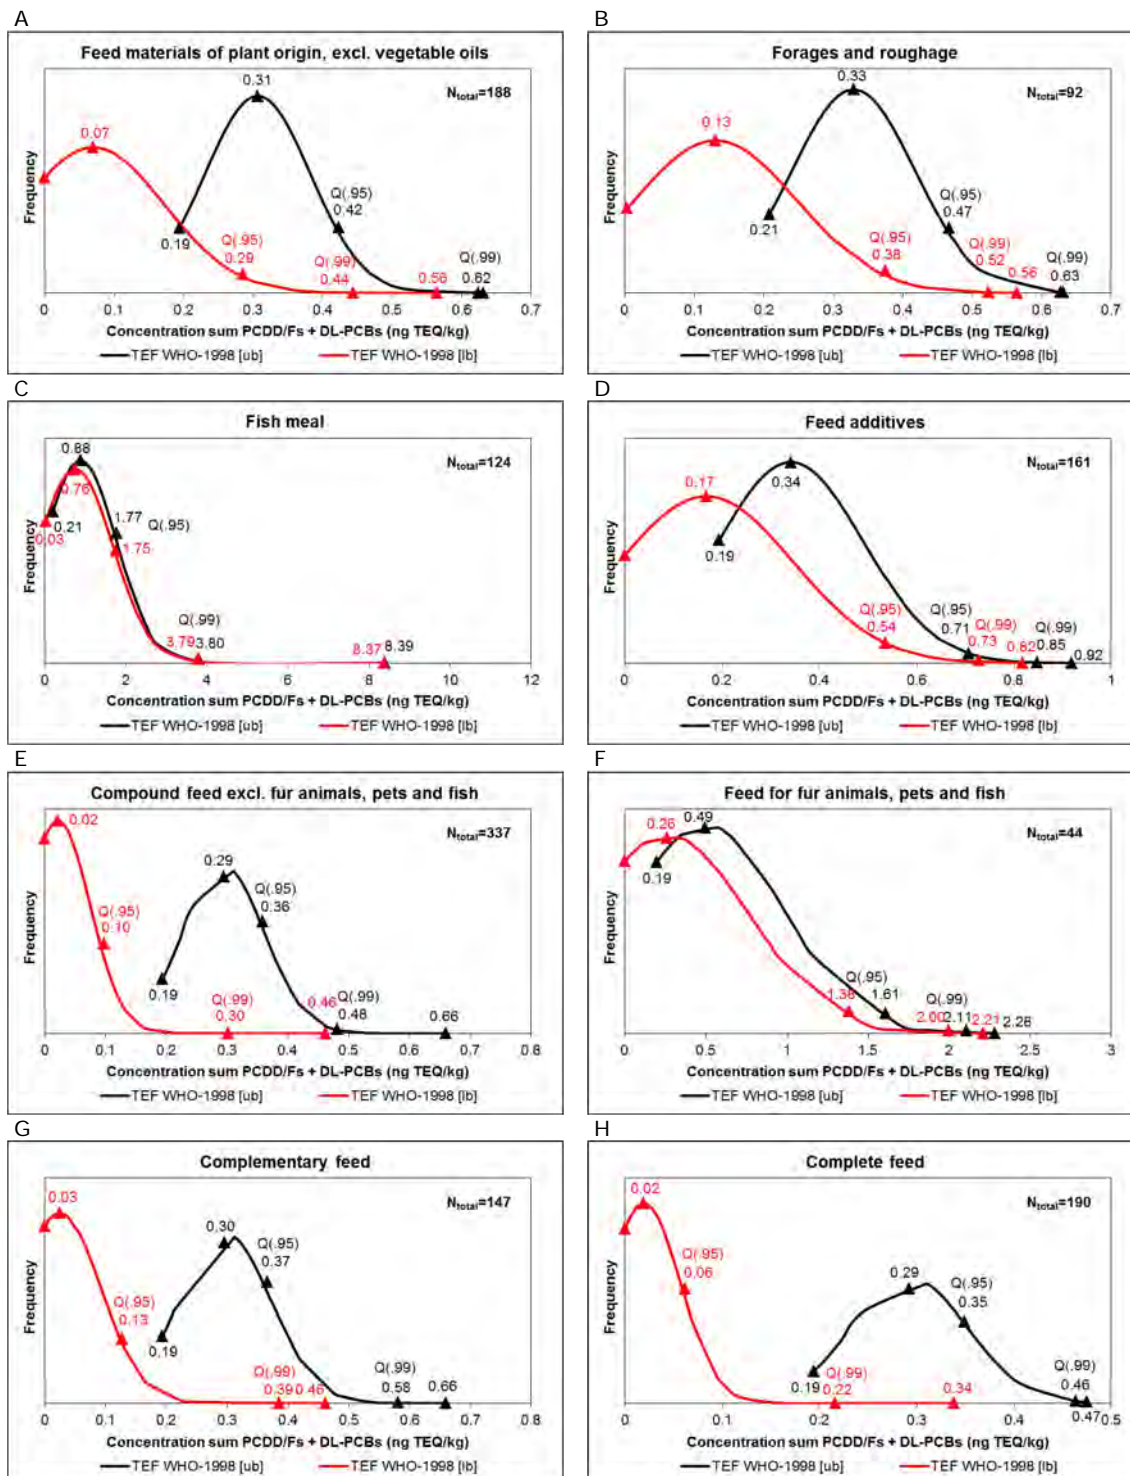 A
Feed materials of plant origin, excl. vegetable oils
N total=188
0.31
0.07
Q(.95)
0.42
0.19
Q(.95)
0.29
Q(.99)
0.44
0.56
Q(.99)
0.62
Frequency
0 0.1 0.2 0.3 0.4 0.5 0.6 0.7
Concentration sum PCDD/Fs + DL-PCBs (ng TEQ/kg)
TEF WHO-1998 [ub] TEF WHO-1998 [lb]
B
Forages and roughage
N total=92
0.33
0.13
Q(.95)
0.47
0.21
Q(.95)
0.38
Q(.99)
0.52
0.56
Q(.99)
0.63
Frequency
0 0.1 0.2 0.3 0.4 0.5 0.6 0.7
Concentration sum PCDD/Fs + DL-PCBs (ng TEQ/kg)
TEF WHO-1998 [ub] TEF WHO-1998 [lb]
C
Fish meal
N total=124
0.88
0.76
0.21
0.03
1.77 Q(.95)
1.75
Q(.99)
3.79 3.80
8.37 8.39
Frequency
0 2 4 6 8 10 12
Concentration sum PCDD/Fs + DL-PCBs (ng TEQ/kg)
TEF WHO-1998 [ub] TEF WHO-1998 [lb]
D
Feed additives
N total=161
0.17
0.34
0.19
Q(.95)
0.54
Q(.95)
0.71
Q(.99)
0.73
0.82
Q(.99)
0.85
0.92
Frequency
0 0.2 0.4 0.6 0.8 1
Concentration sum PCDD/Fs + DL-PCBs (ng TEQ/kg)
TEF WHO-1998 [ub] TEF WHO-1998 [lb]
E
Compound feed excl. fur animals, pets and fish
N total=337
0.02
0.29
Q(.95)
0.10
Q(.95)
0.36
0.19
Q(.99)
0.30
0.46
Q(.99)
0.48
0.66
Frequency
0 0.1 0.2 0.3 0.4 0.5 0.6 0.7 0.8
Concentration sum PCDD/Fs + DL-PCBs (ng TEQ/kg)
TEF WHO-1998 [ub] TEF WHO-1998 [lb]
F
Feed for fur animals, pets and fish
N total=44
0.26
0.49
0.19
Q(.95)
1.38 1.61
Q(.99)
2.00 2.11 2.21 2.28
Frequency
0 0.5 1 1.5 2 2.5 3
Concentration sum PCDD/Fs + DL-PCBs (ng TEQ/kg)
TEF WHO-1998 [ub] TEF WHO-1998 [lb]
G
Complementary feed
N total=147
0.03
0.30
Q(.95)
0.37
Q(.95)
0.13
0.19
Q(.99)
0.39 0.46
Q(.99)
0.58
0.66
Frequency
0 0.1 0.2 0.3 0.4 0.5 0.6 0.7 0.8
Concentration sum PCDD/Fs + DL-PCBs (ng TEQ/kg)
TEF WHO-1998 [ub] TEF WHO-1998 [lb]
H
Complete feed
N total=190
0.02
Q(.95)
0.06
0.29
Q(.95)
0.35
0.19
Q(.99)
0.22
0.34
Q(.99)
0.46
0.47
Frequency
0 0.1 0.2 0.3 0.4 0.5
Concentration sum PCDD/Fs + DL-PCBs (ng TEQ/kg)
TEF WHO-1998 [ub] TEF WHO-1998 [lb]